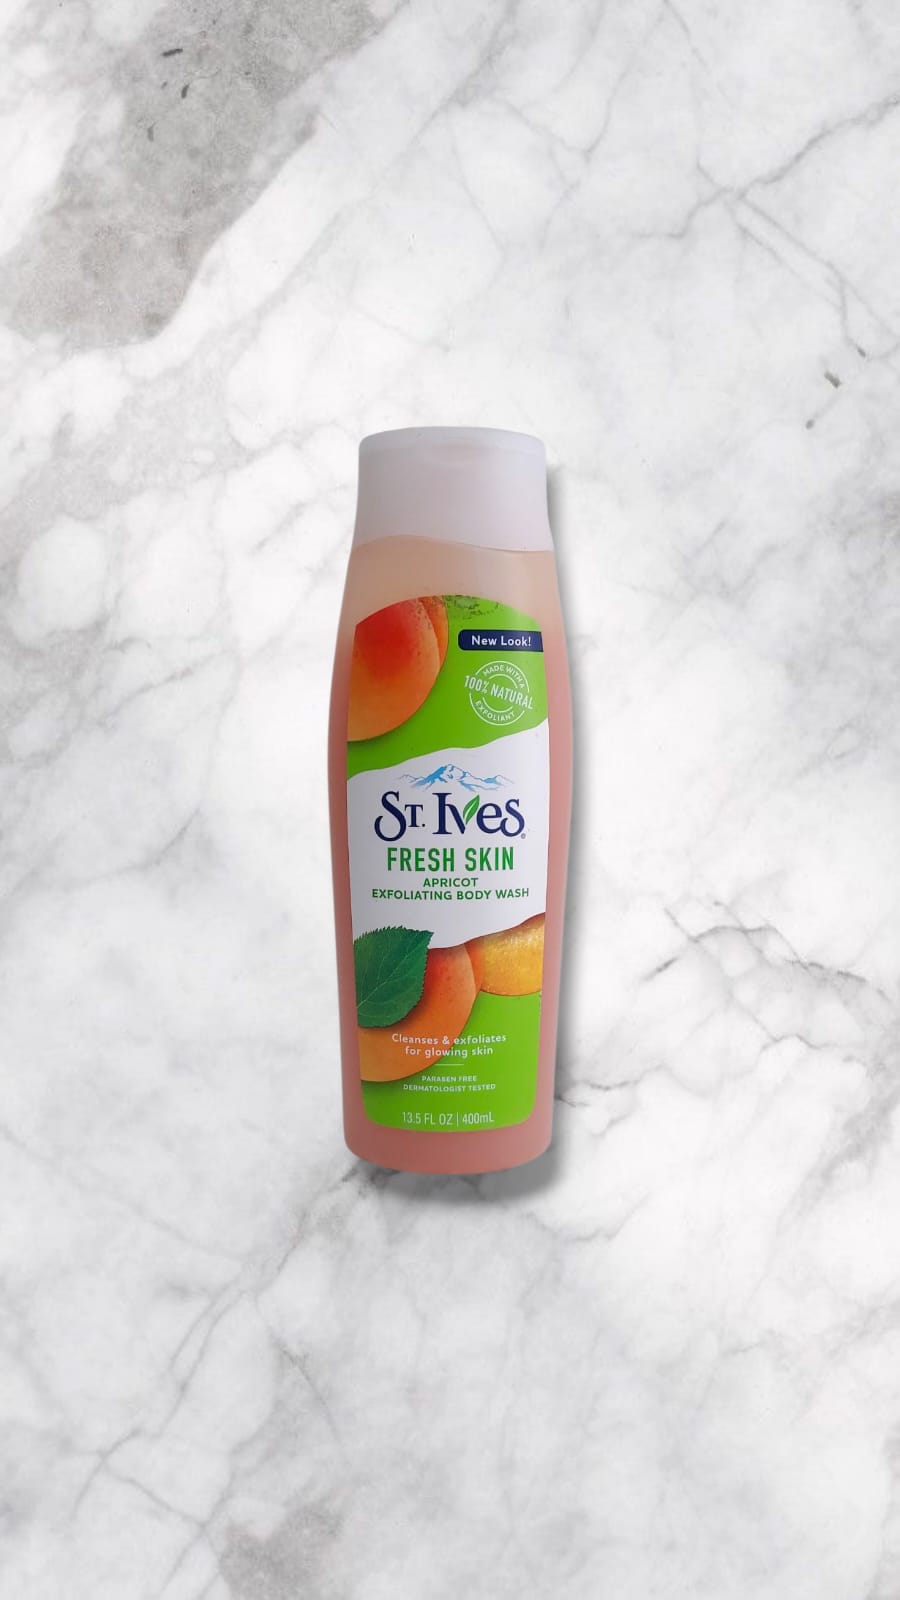 New Look!
MADE WITH A
100% NATURAL
EXFOLIANT
ST. Ives®
FRESH SKIN
APRICOT
EXFOLIATING BODY WASH
Cleanses & exfoliates
for glowing skin
PARABEN FREE
DERMATOLOGIST TESTED
13.5 FL OZ | 400mL